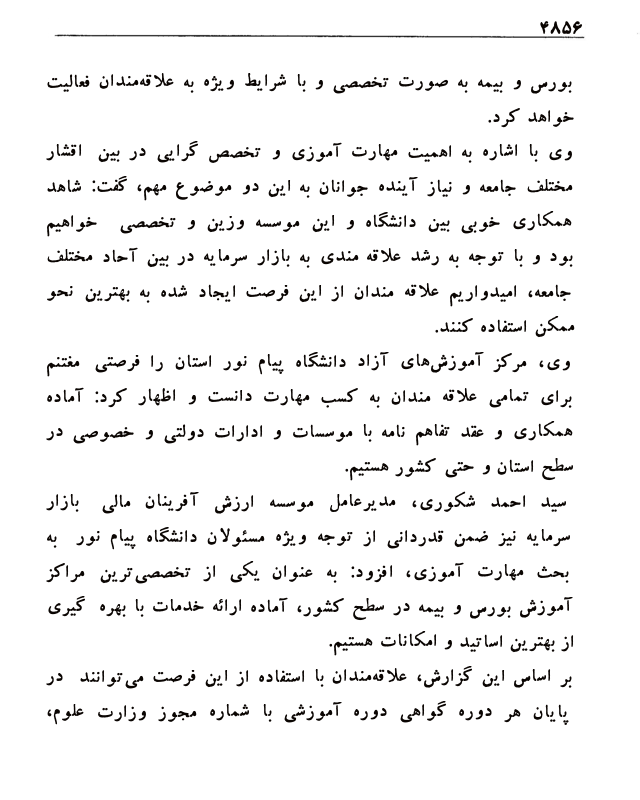 ۴۸۵۶
بورس و بیمه به صورت تخصصی و با شرایط ویژه به علاقه‌مندان فعالیت
خواهد کرد.
وی با اشاره به اهمیت مهارت آموزی و تخصص گرایی در بین اقشار
مختلف جامعه و نیاز آینده جوانان به این دو موضوع مهم، گفت: شاهد
همکاری خوبی بین دانشگاه و این موسسه وزین و تخصصی خواهیم
بود و با توجه به رشد علاقه مندی به بازار سرمایه در بین آحاد مختلف
جامعه، امیدواریم علاقه مندان از این فرصت ایجاد شده به بهترین نحو
ممکن استفاده کنند.
وی، مرکز آموزش‌های آزاد دانشگاه پیام نور استان را فرصتی مغتنم
برای تمامی علاقه مندان به کسب مهارت دانست و اظهار کرد: آماده
همکاری و عقد تفاهم نامه با موسسات و ادارات دولتی و خصوصی در
سطح استان و حتی کشور هستیم.
سید احمد شکوری، مدیرعامل موسسه ارزش آفرینان مالی بازار
سرمایه نیز ضمن قدردانی از توجه ویژه مسئولان دانشگاه پیام نور به
بحث مهارت آموزی، افزود: به عنوان یکی از تخصصی‌ترین مراکز
آموزش بورس و بیمه در سطح کشور، آماده ارائه خدمات با بهره گیری
از بهترین اساتید و امکانات هستیم.
بر اساس این گزارش، علاقه‌مندان با استفاده از این فرصت می‌توانند در
پایان هر دوره گواهی دوره آموزشی با شماره مجوز وزارت علوم،